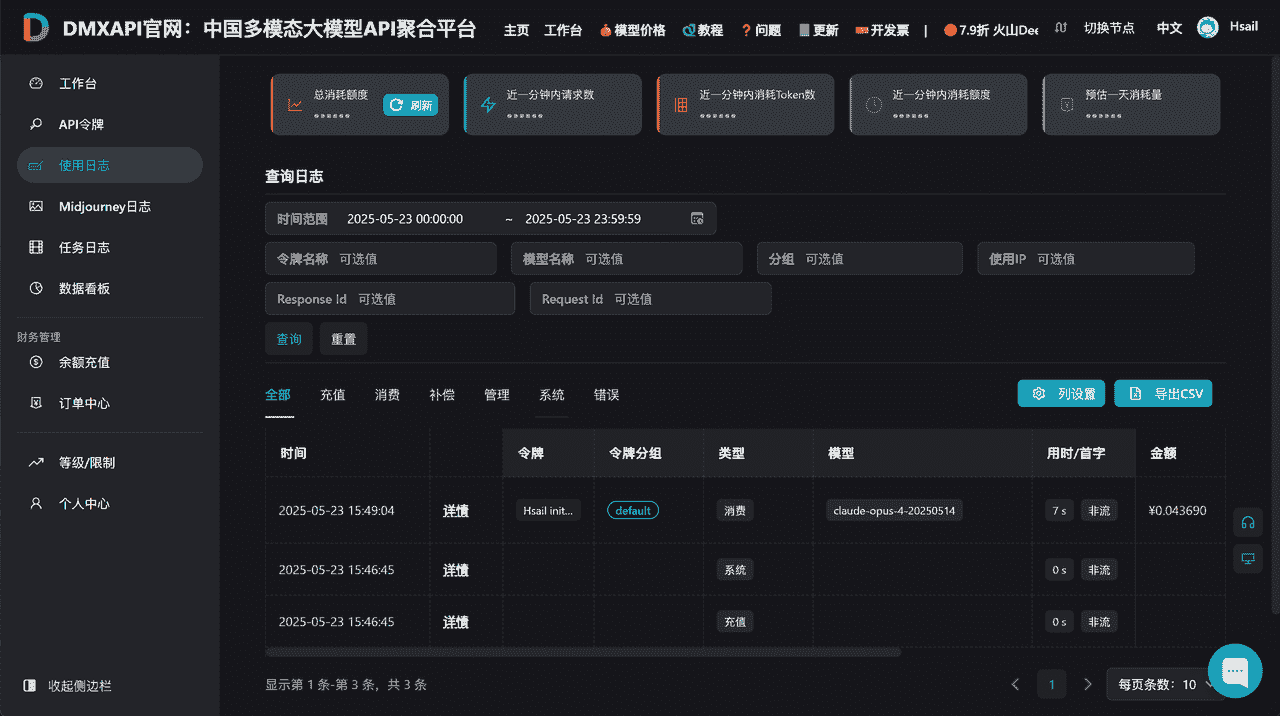 DMXAPI官网：中国多模态大模型API聚合平台
主页 工作台 模型价格 教程 ? 问题 更新 开发票 | 7.9折 火山Dee 切换节点 中文 Hsail
工作台
API令牌
使用日志
Midjourney日志
任务日志
数据看板
财务管理
余额充值
订单中心
等级/限制
个人中心
收起侧边栏
总消耗额度 ****** 刷新
近一分钟内请求数 ******
近一分钟内消耗Token数 ******
近一分钟内消耗额度 ******
预估一天消耗量 ******
查询日志
时间范围 2025-05-23 00:00:00 ~ 2025-05-23 23:59:59
令牌名称 可选值 模型名称 可选值 分组 可选值 使用IP 可选值
Response Id 可选值 Request Id 可选值
查询 重置
全部 充值 消费 补偿 管理 系统 错误 列设置 导出CSV
时间 令牌 令牌分组 类型 模型 用时/首字 金额
2025-05-23 15:49:04 详情 Hsail init... default 消费 claude-opus-4-20250514 7 s 非流 ¥0.043690
2025-05-23 15:46:45 详情 系统 0 s 非流
2025-05-23 15:46:45 详情 充值 0 s 非流
显示第 1 条-第 3 条，共 3 条 1 每页条数：10